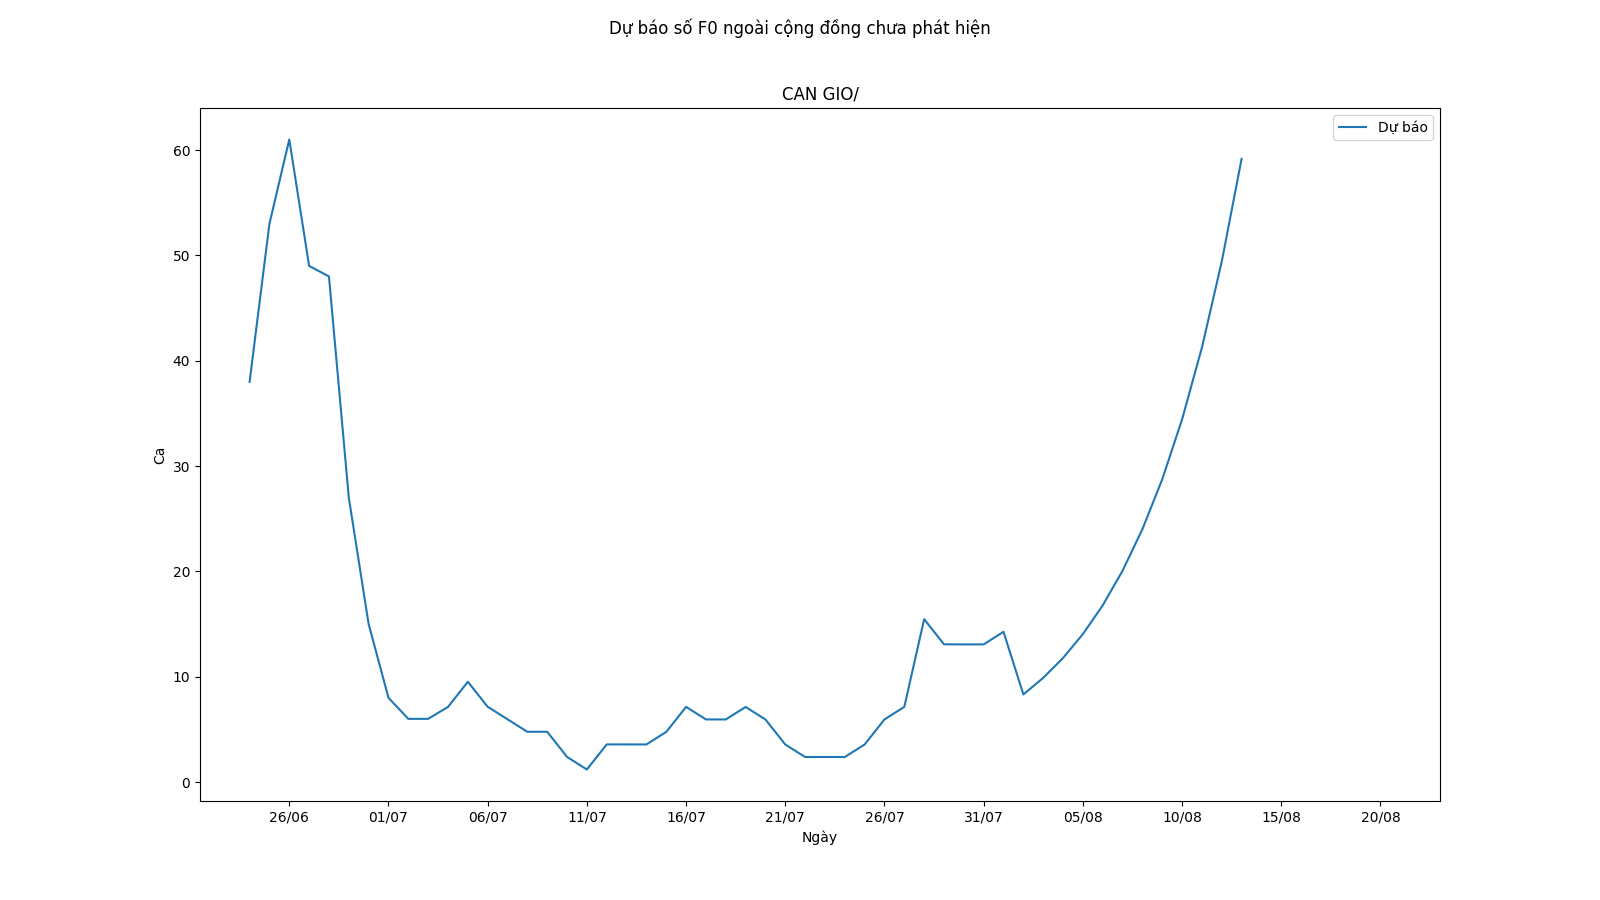 Dự báo số F0 ngoài cộng đồng chưa phát hiện
CAN GIO/
Dự báo
60
50
40
30
20
10
0
Ca
26/06 01/07 06/07 11/07 16/07 21/07 26/07 31/07 05/08 10/08 15/08 20/08
Ngày